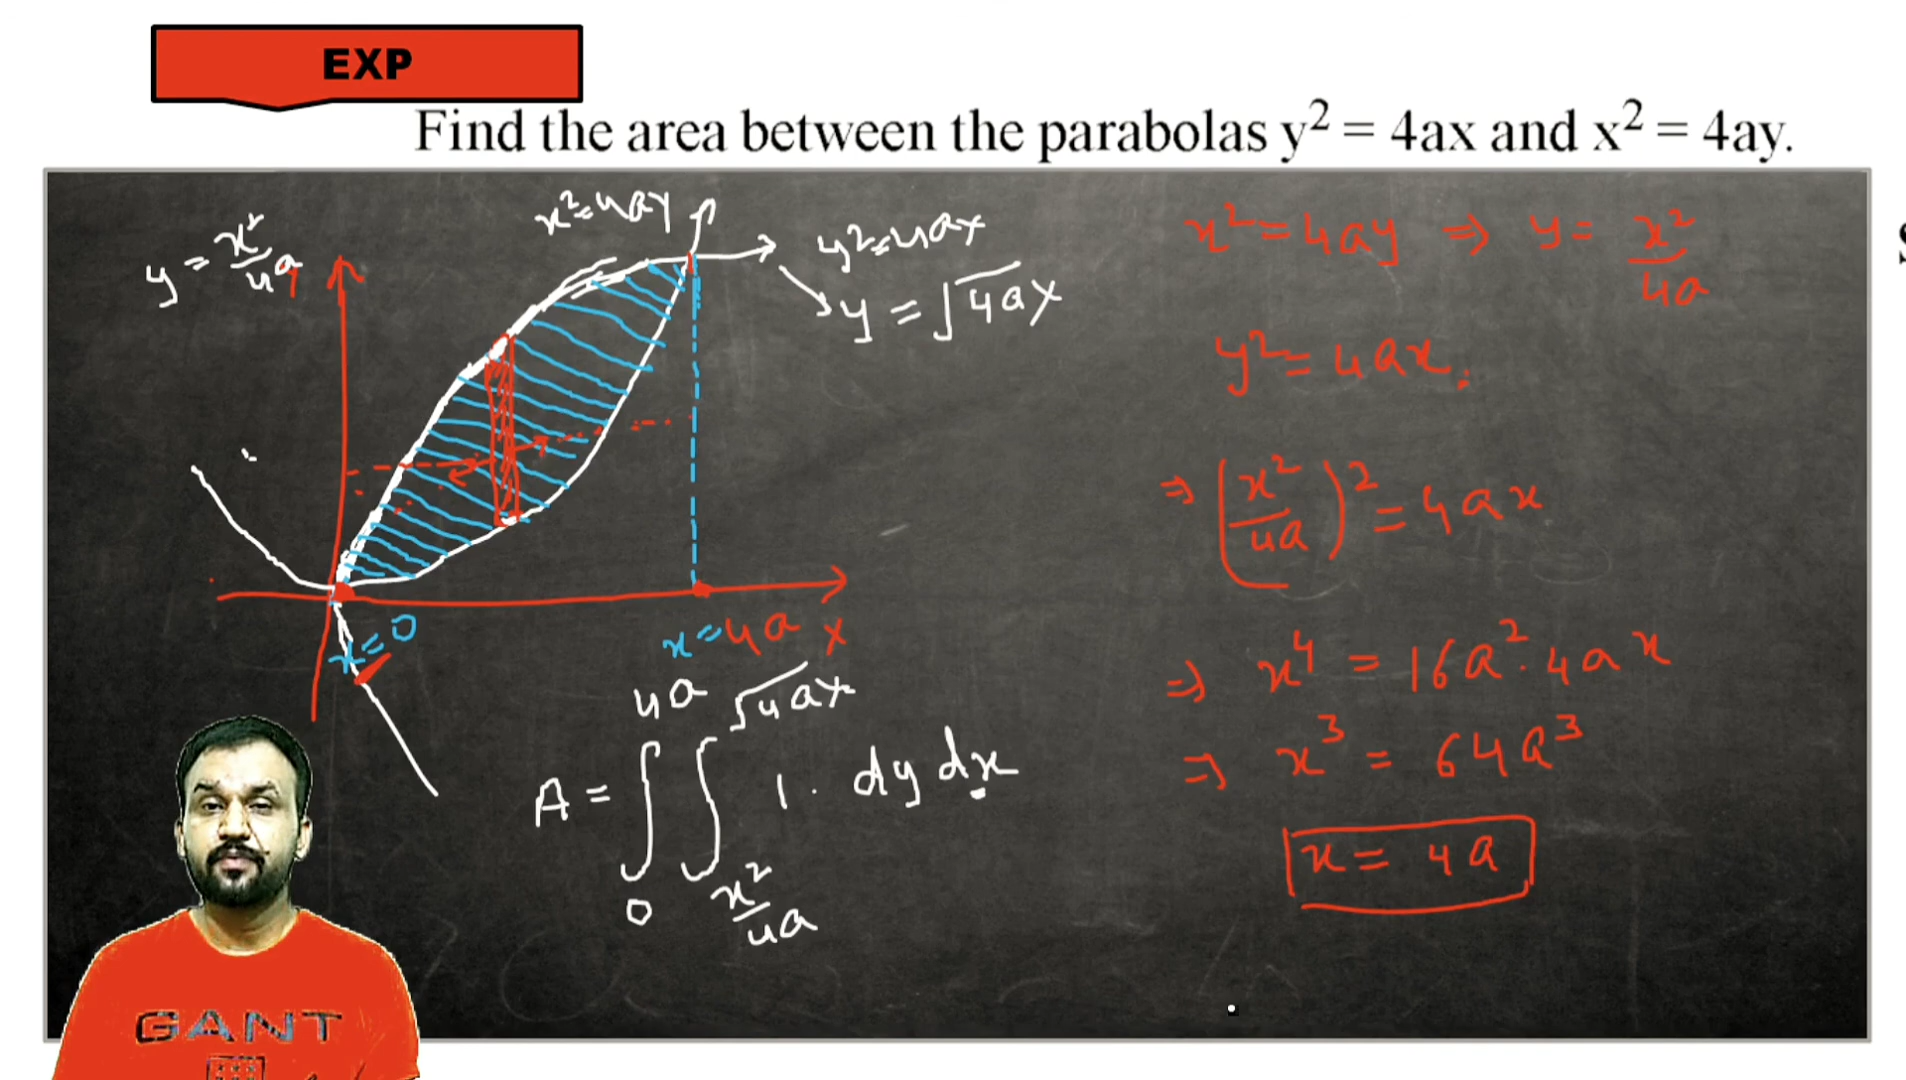 EXP
Find the area between the parabolas y² = 4ax and x² = 4ay.
y = x²/4a
x² = 4ay
y² = 4ax
y = √4ax
x = 0
x = 4a x
A = ∫₀^4a ∫_x²/4a^√4ax 1. dy dx
x² = 4ay ⇒ y = x²/4a
y² = 4ax.
⇒ (x²/4a)² = 4ax
⇒ x⁴ = 16a². 4ax
⇒ x³ = 64a³
x = 4a
GANT